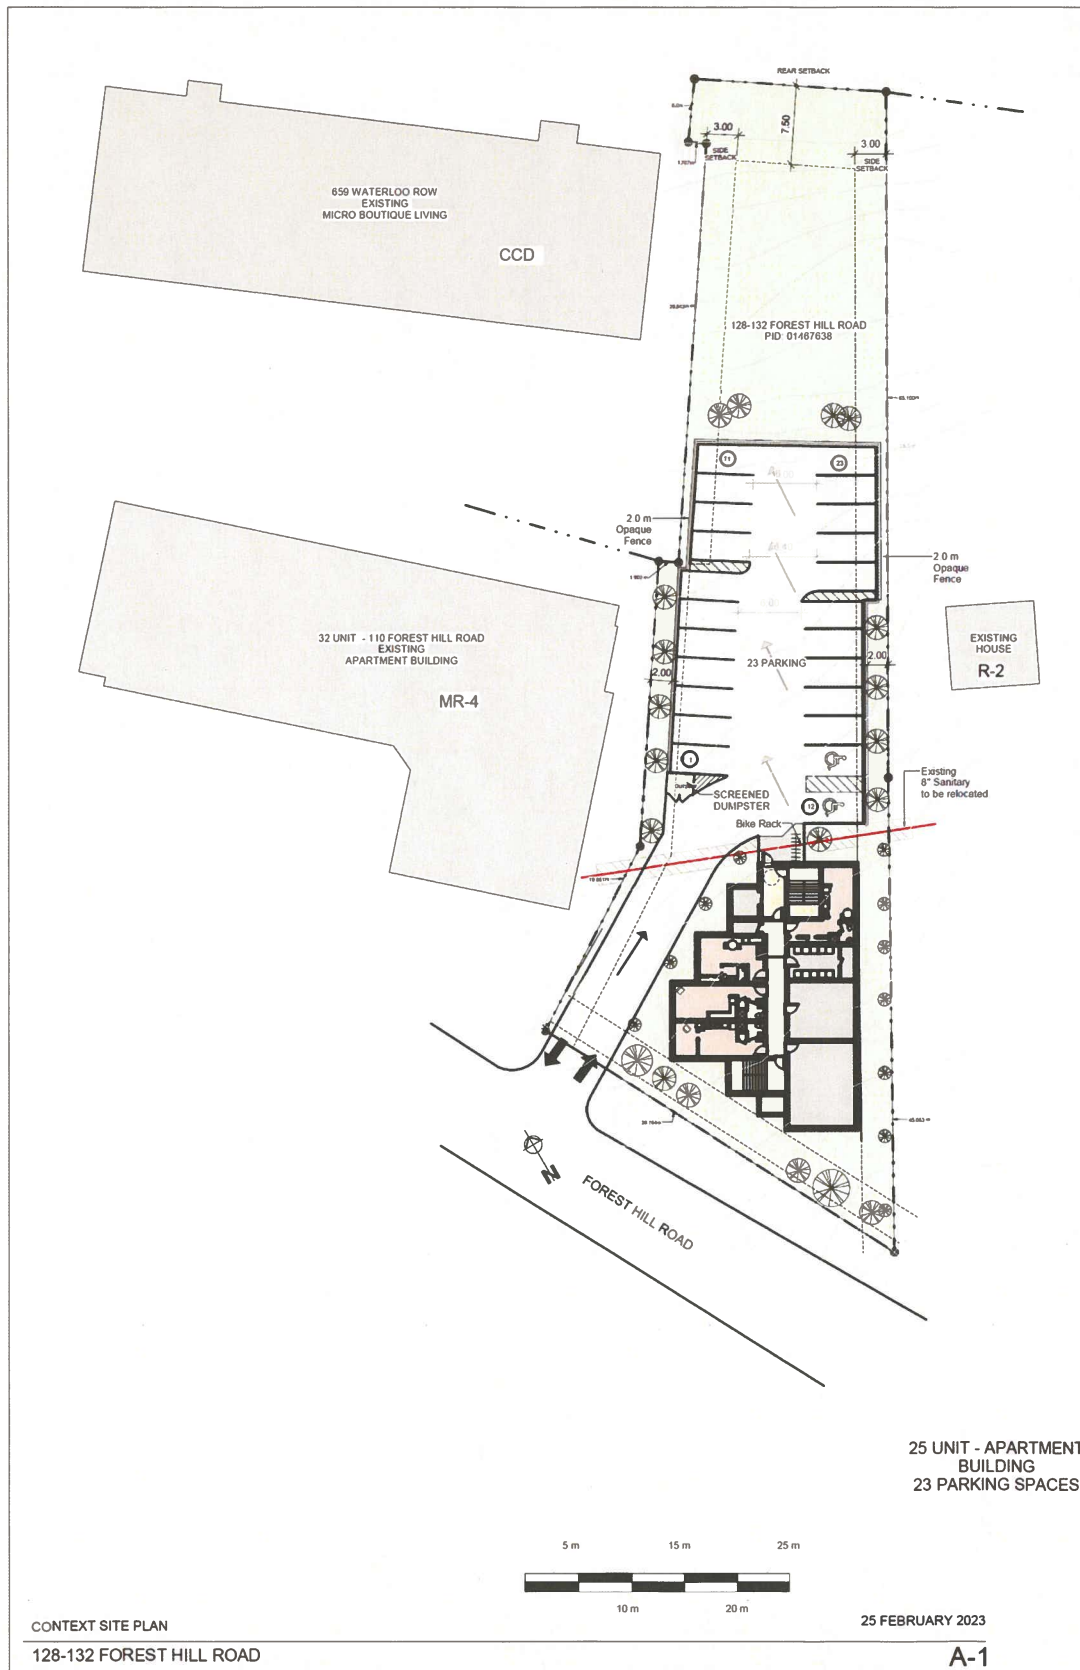 REAR SETBACK
3.00
7.50
3.00
SIDE
SETBACK
SIDE
SETBACK
659 WATERLOO ROW
EXISTING
MICRO BOUTIQUE LIVING
CCD
128-132 FOREST HILL ROAD
PID: 01467638
11
23
2.0 m
Opaque
Fence
2.0 m
Opaque
Fence
32 UNIT - 110 FOREST HILL ROAD
EXISTING
APARTMENT BUILDING
MR-4
EXISTING
HOUSE
R-2
2.00
23 PARKING
2.00
1
Dumpster
SCREENED
DUMPSTER
12
Bike Rack
Existing
8" Sanitary
to be relocated
N
FOREST HILL ROAD
25 UNIT - APARTMENT
BUILDING
23 PARKING SPACES
5 m 15 m 25 m
10 m 20 m
CONTEXT SITE PLAN
25 FEBRUARY 2023
128-132 FOREST HILL ROAD
A-1